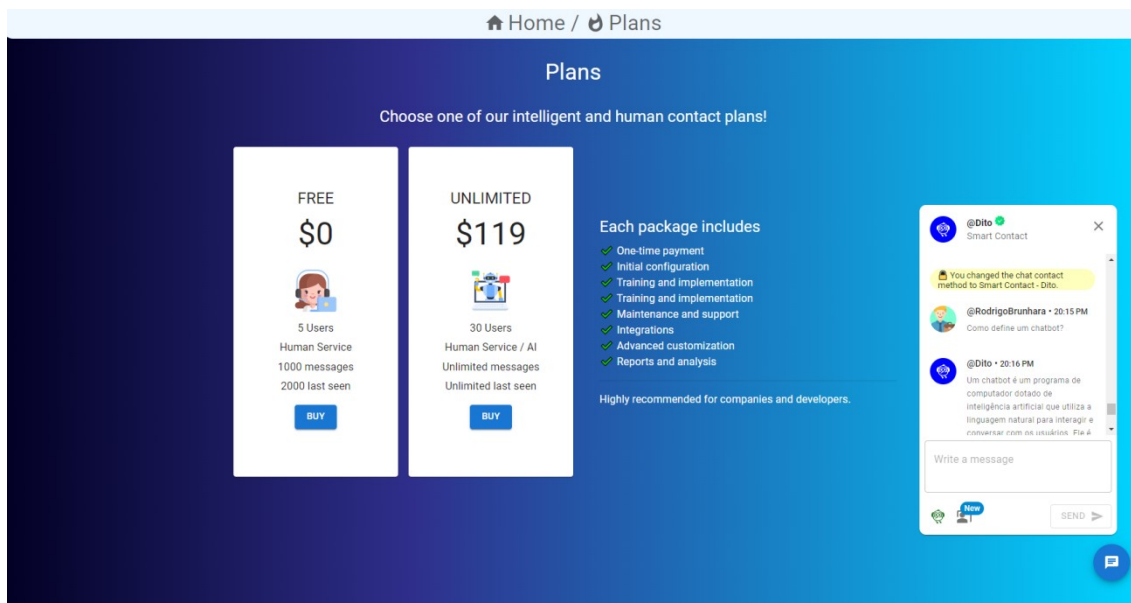 Home / Plans
Plans
Choose one of our intelligent and human contact plans!
FREE
$0
5 Users
Human Service
1000 messages
2000 last seen
BUY
UNLIMITED
$119
30 Users
Human Service / AI
Unlimited messages
Unlimited last seen
BUY
Each package includes
One-time payment
Initial configuration
Training and implementation
Training and implementation
Maintenance and support
Integrations
Advanced customization
Reports and analysis
Highly recommended for companies and developers.
@Dito
Smart Contact
You changed the chat contact
method to Smart Contact - Dito.
@RodrigoBrunhara • 20:15 PM
Como define um chatbot?
@Dito • 20:16 PM
Um chatbot é um programa de
computador dotado de
inteligência artificial que utiliza a
linguagem natural para interagir e
conversar com os usuários. Ele é
Write a message
New
SEND